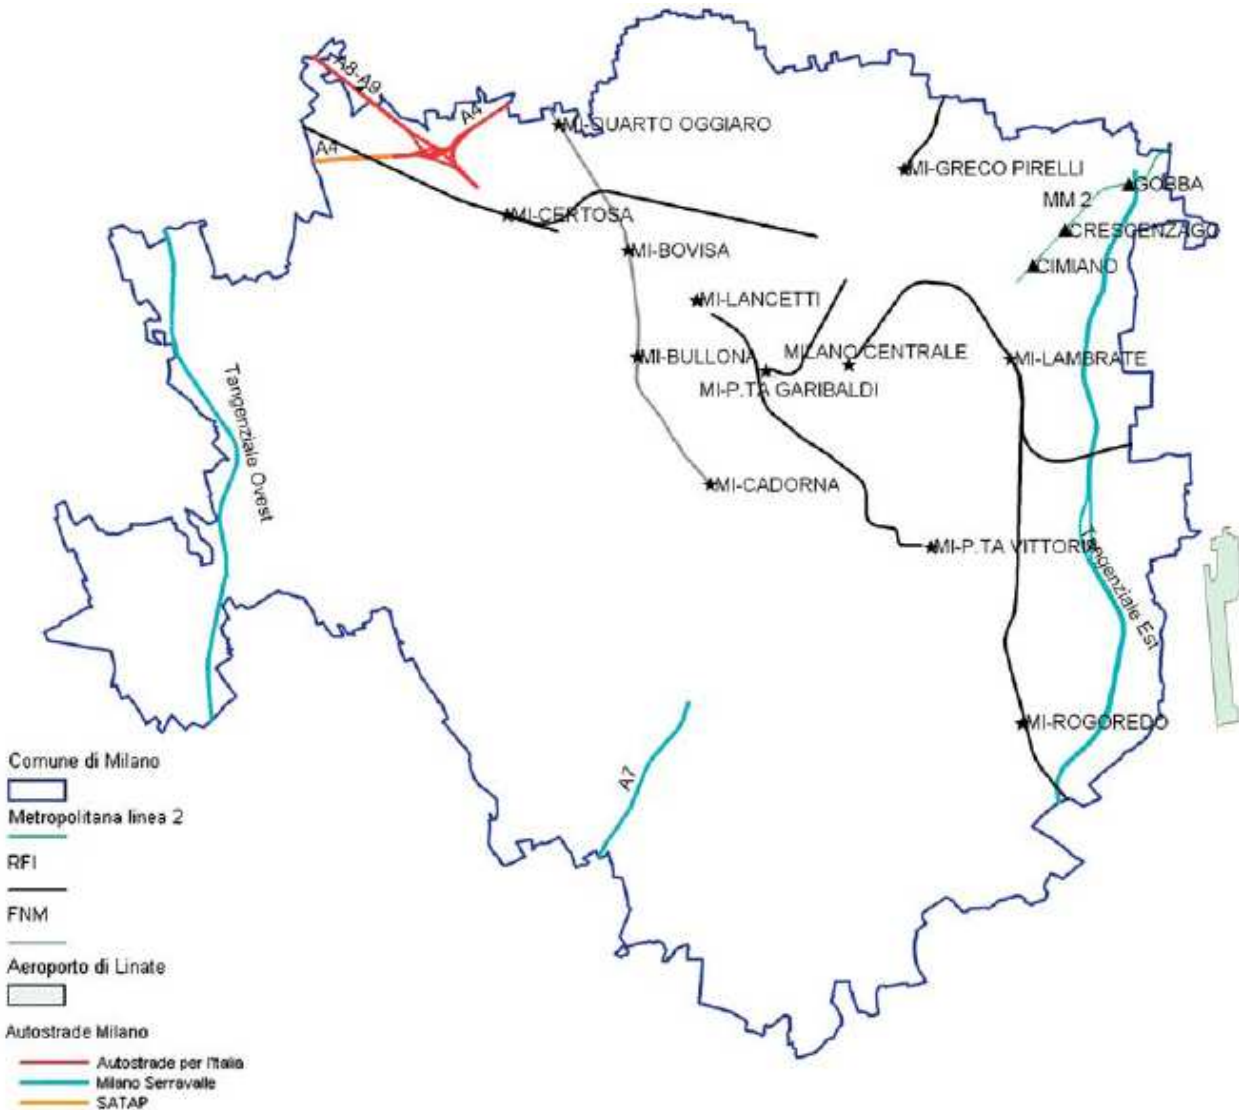 A8-A9
A4
A4
MI-QUARTO OGGIARO
MI-GRECO PIRELLI
MM 2
GOBBA
MI-CERTOSA
CRESCENZAGO
MI-BOVISA
CIMIANO
MI-LANCETTI
MI-BULLONA
MILANO CENTRALE
MI-LAMBRATE
MI-P.TA GARIBALDI
Tangenziale Ovest
MI-CADORNA
MI-P.TA VITTORIA
Tangenziale Est
MI-ROGOREDO
A7
Comune di Milano
Metropolitana linea 2
RFI
FNM
Aeroporto di Linate
Autostrade Milano
Autostrade per l'Italia
Milano Serravalle
SATAP